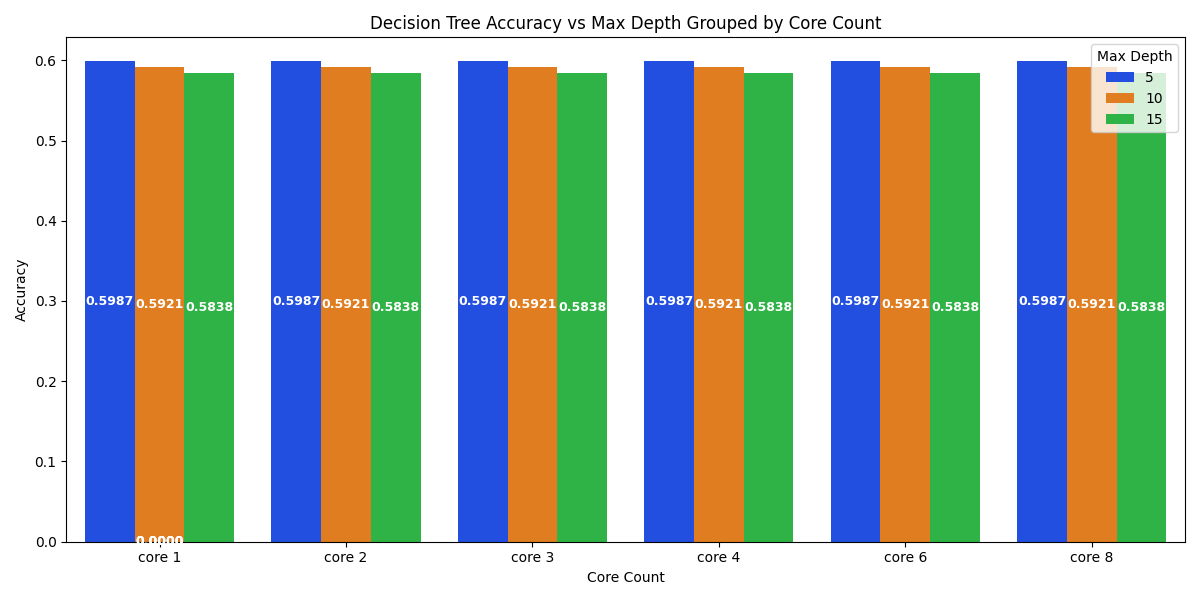 Decision Tree Accuracy vs Max Depth Grouped by Core Count
Max Depth
5
10
15
Accuracy
0.6
0.5
0.4
0.3
0.2
0.1
0.0
0.5987 0.5921 0.5838
0.5987 0.5921 0.5838
0.5987 0.5921 0.5838
0.5987 0.5921 0.5838
0.5987 0.5921 0.5838
0.5987 0.5921 0.5838
0.0000
core 1 core 2 core 3 core 4 core 6 core 8
Core Count